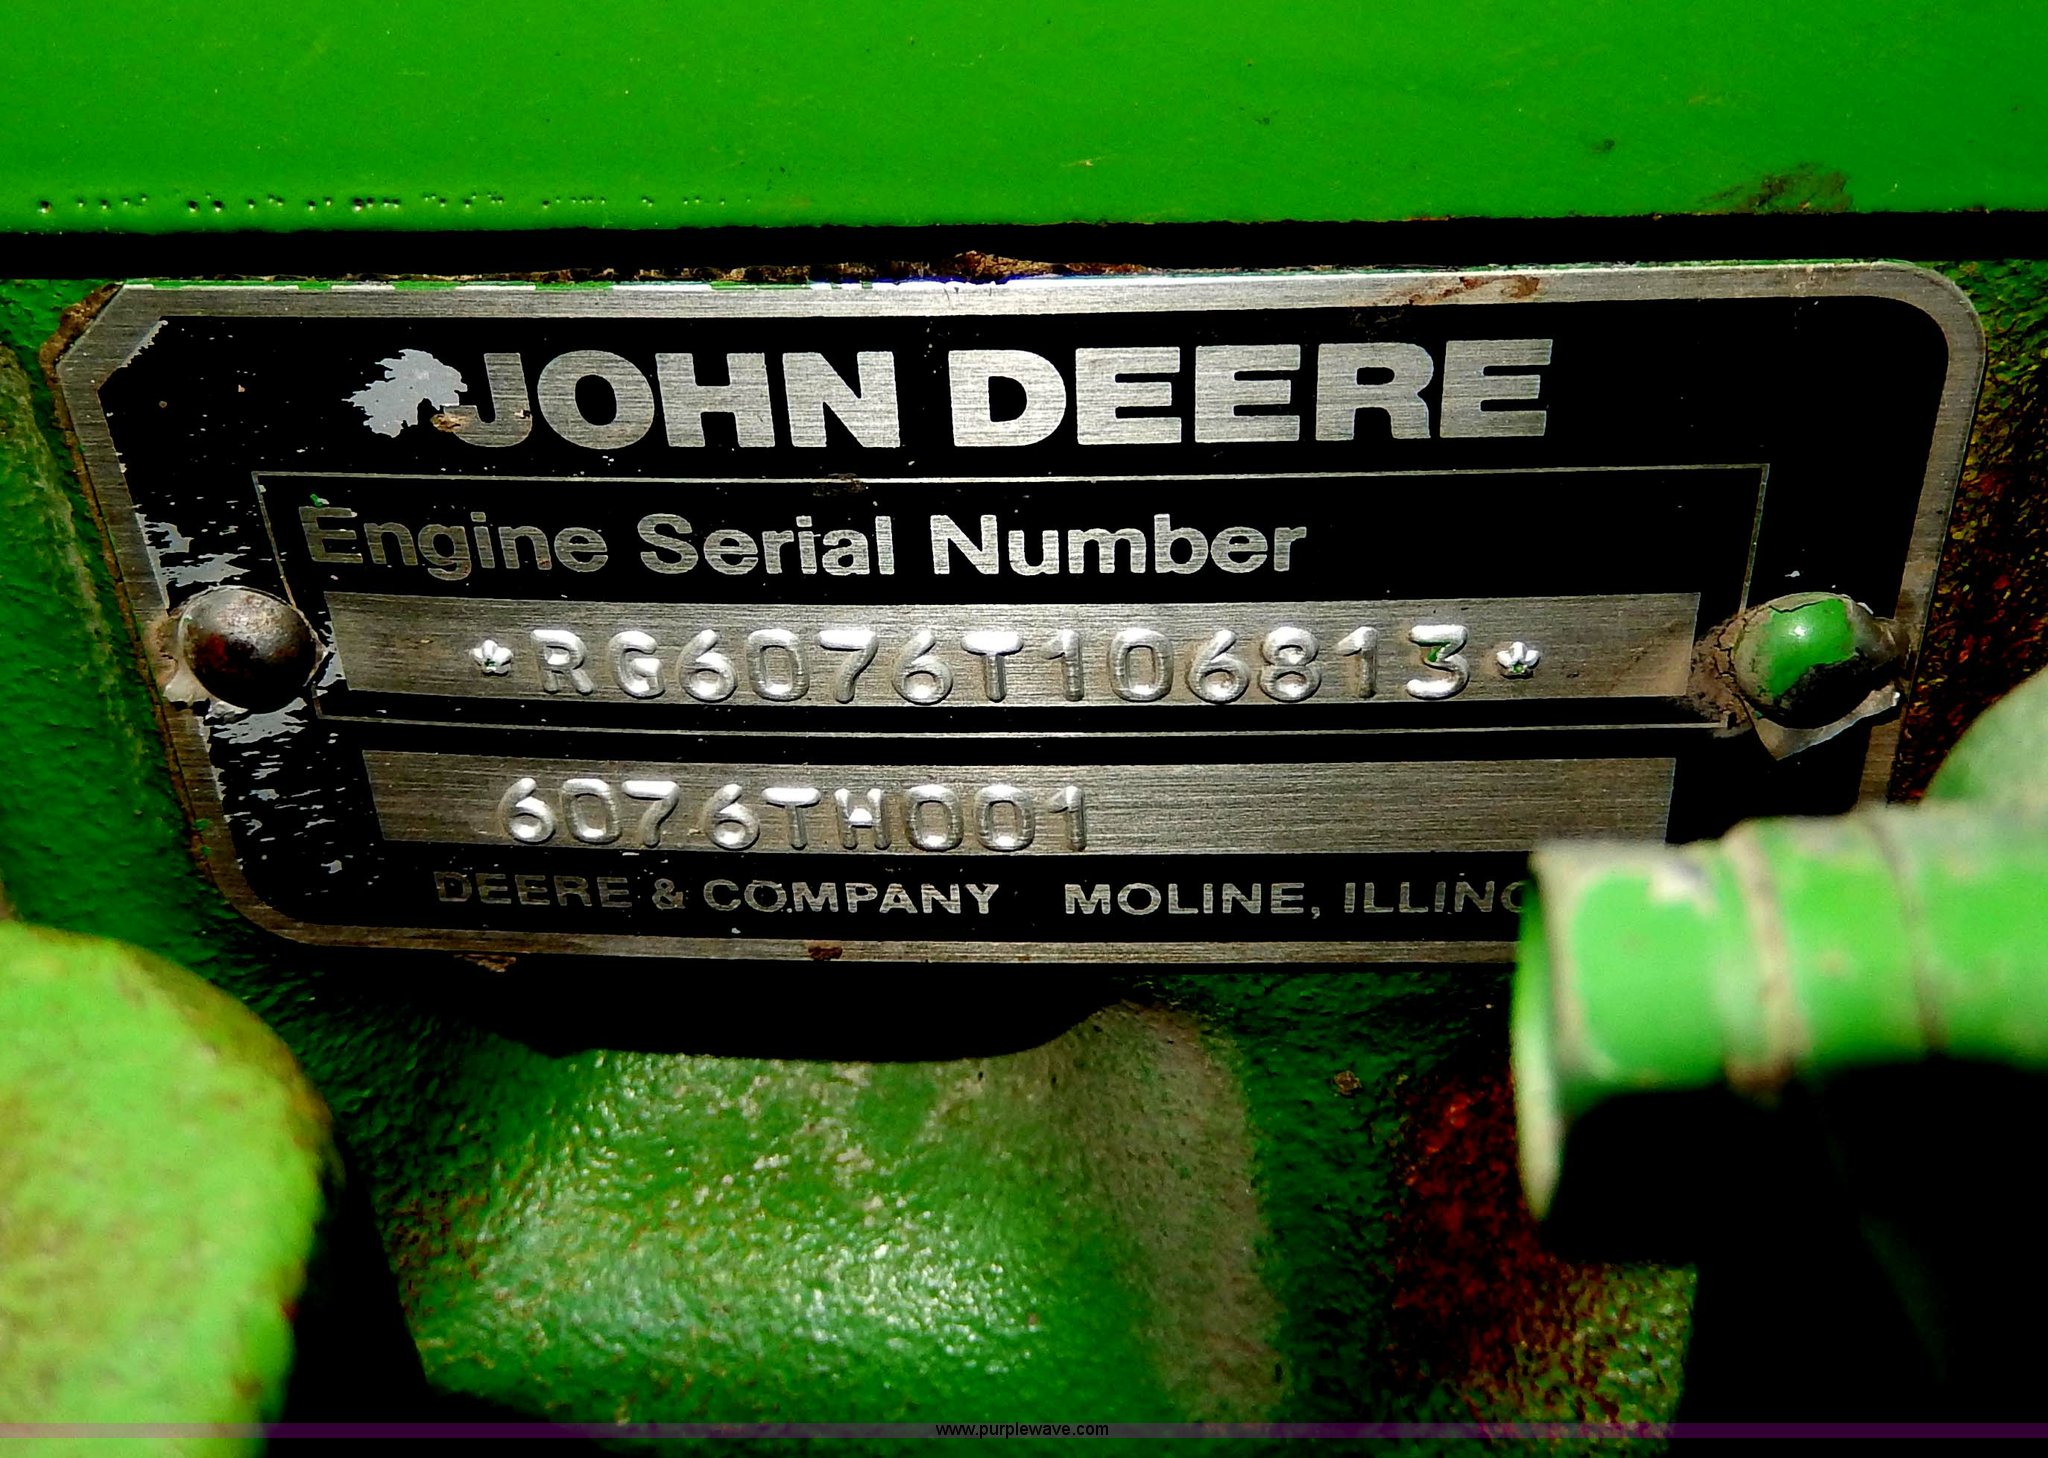 JOHN DEERE
Engine Serial Number
*RG6076T106813*
6076TH001
DEERE & COMPANY MOLINE, ILLINO
www.purplewave.com